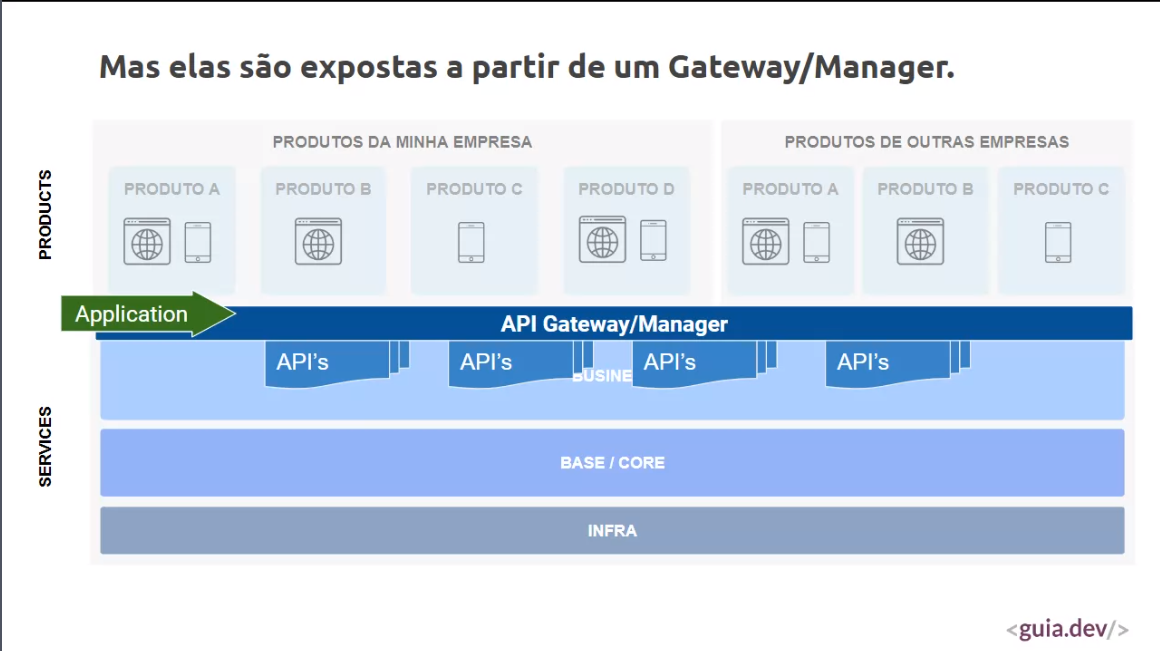 Mas elas são expostas a partir de um Gateway/Manager.
PRODUCTS
PRODUTOS DA MINHA EMPRESA
PRODUTOS DE OUTRAS EMPRESAS
PRODUTO A
PRODUTO B
PRODUTO C
PRODUTO D
PRODUTO A
PRODUTO B
PRODUTO C
Application
API Gateway/Manager
SERVICES
API's
API's
API's
API's
BUSINE
BASE / CORE
INFRA
<guia.dev/>